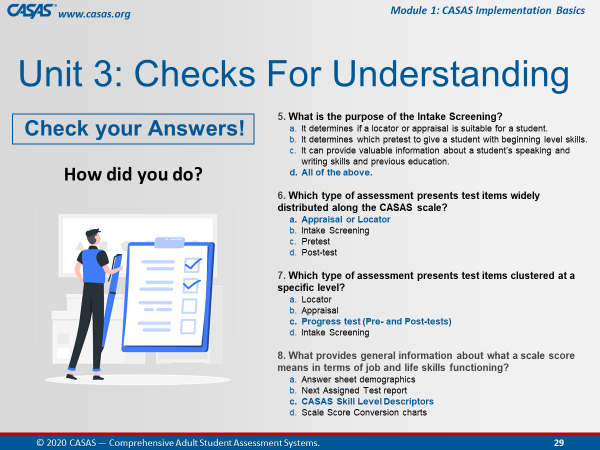 CASAS www.casas.org
Module 1: CASAS Implementation Basics
Unit 3: Checks For Understanding
Check your Answers!
How did you do?
5. What is the purpose of the Intake Screening?
a. It determines if a locator or appraisal is suitable for a student.
b. It determines which pretest to give a student with beginning level skills.
c. It can provide valuable information about a student's speaking and
writing skills and previous education.
d. All of the above.
6. Which type of assessment presents test items widely
distributed along the CASAS scale?
a. Appraisal or Locator
b. Intake Screening
c. Pretest
d. Post-test
7. Which type of assessment presents test items clustered at a
specific level?
a. Locator
b. Appraisal
c. Progress test (Pre- and Post-tests)
d. Intake Screening
8. What provides general information about what a scale score
means in terms of job and life skills functioning?
a. Answer sheet demographics
b. Next Assigned Test report
c. CASAS Skill Level Descriptors
d. Scale Score Conversion charts
© 2020 CASAS — Comprehensive Adult Student Assessment Systems.
29